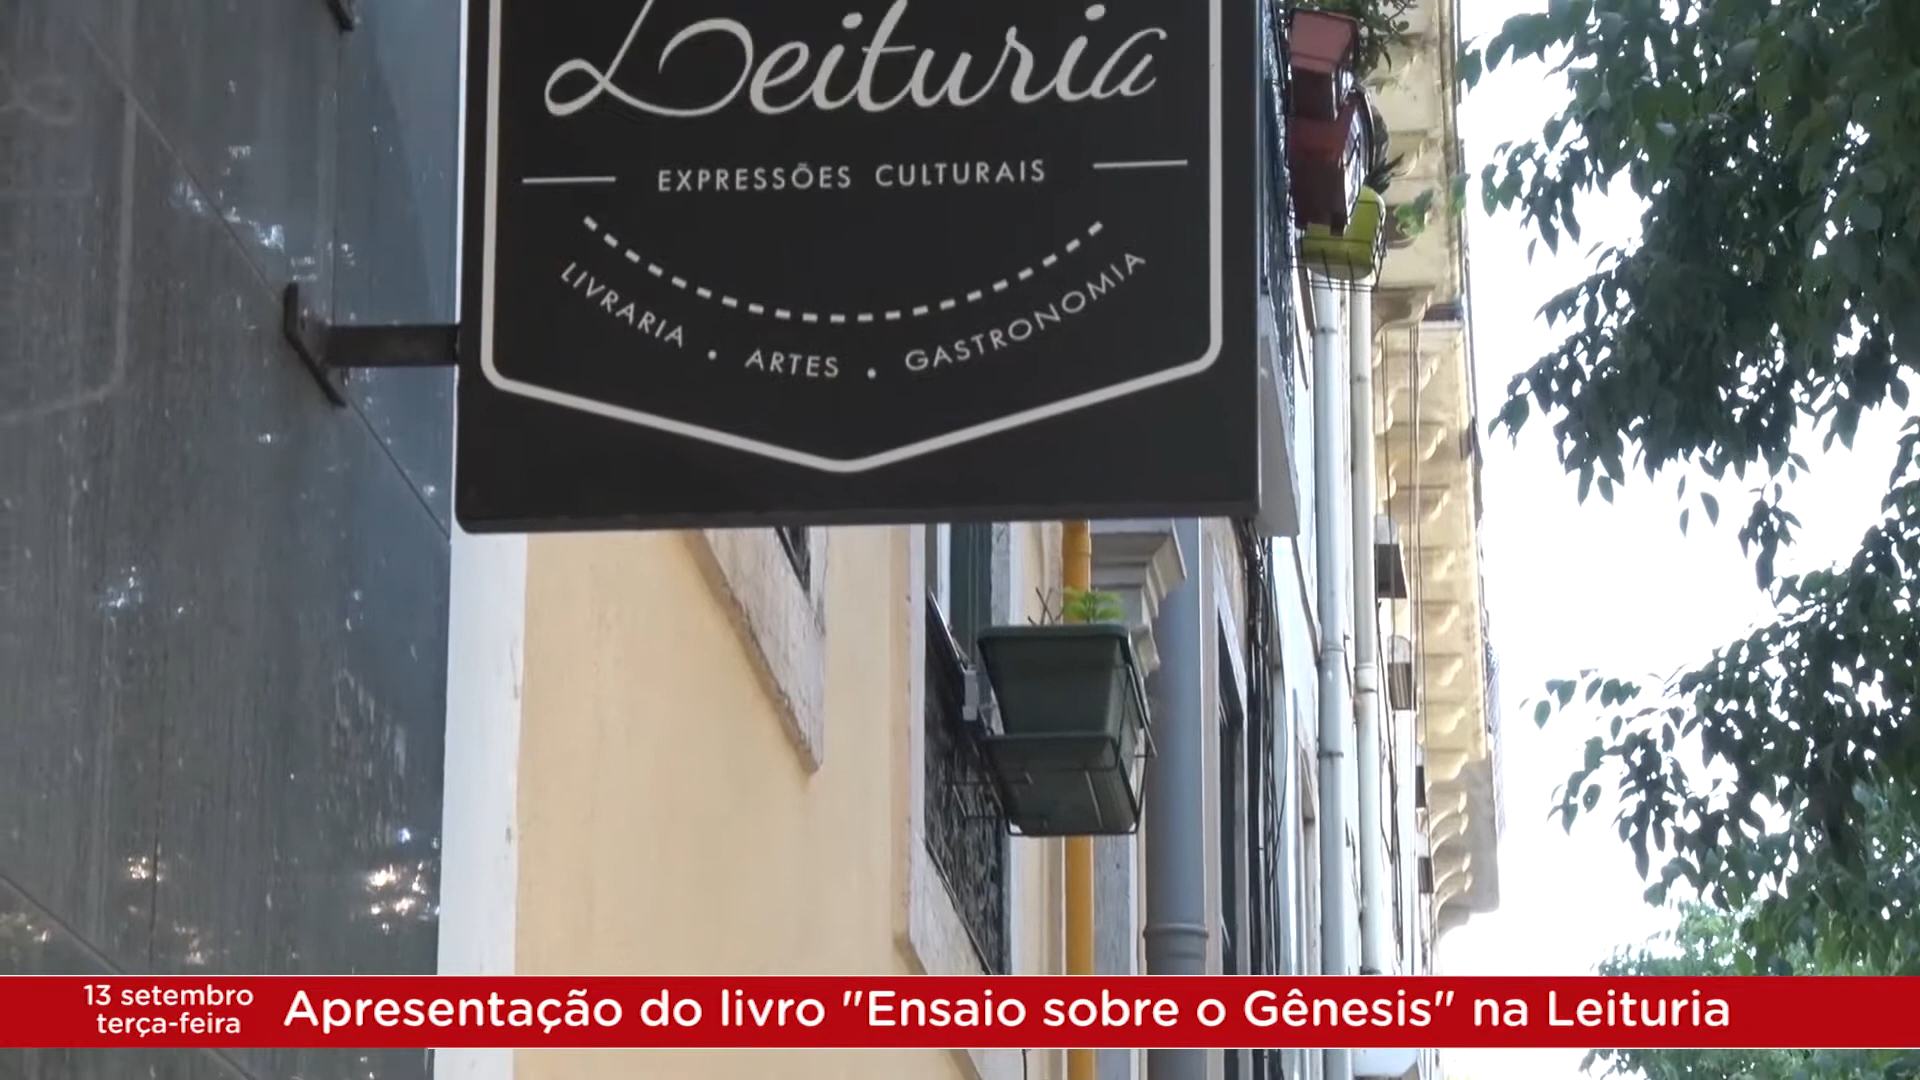 Leituria
EXPRESSÕES CULTURAIS
LIVRARIA . ARTES . GASTRONOMIA
13 setembro
terça-feira
Apresentação do livro "Ensaio sobre o Gênesis" na Leituria